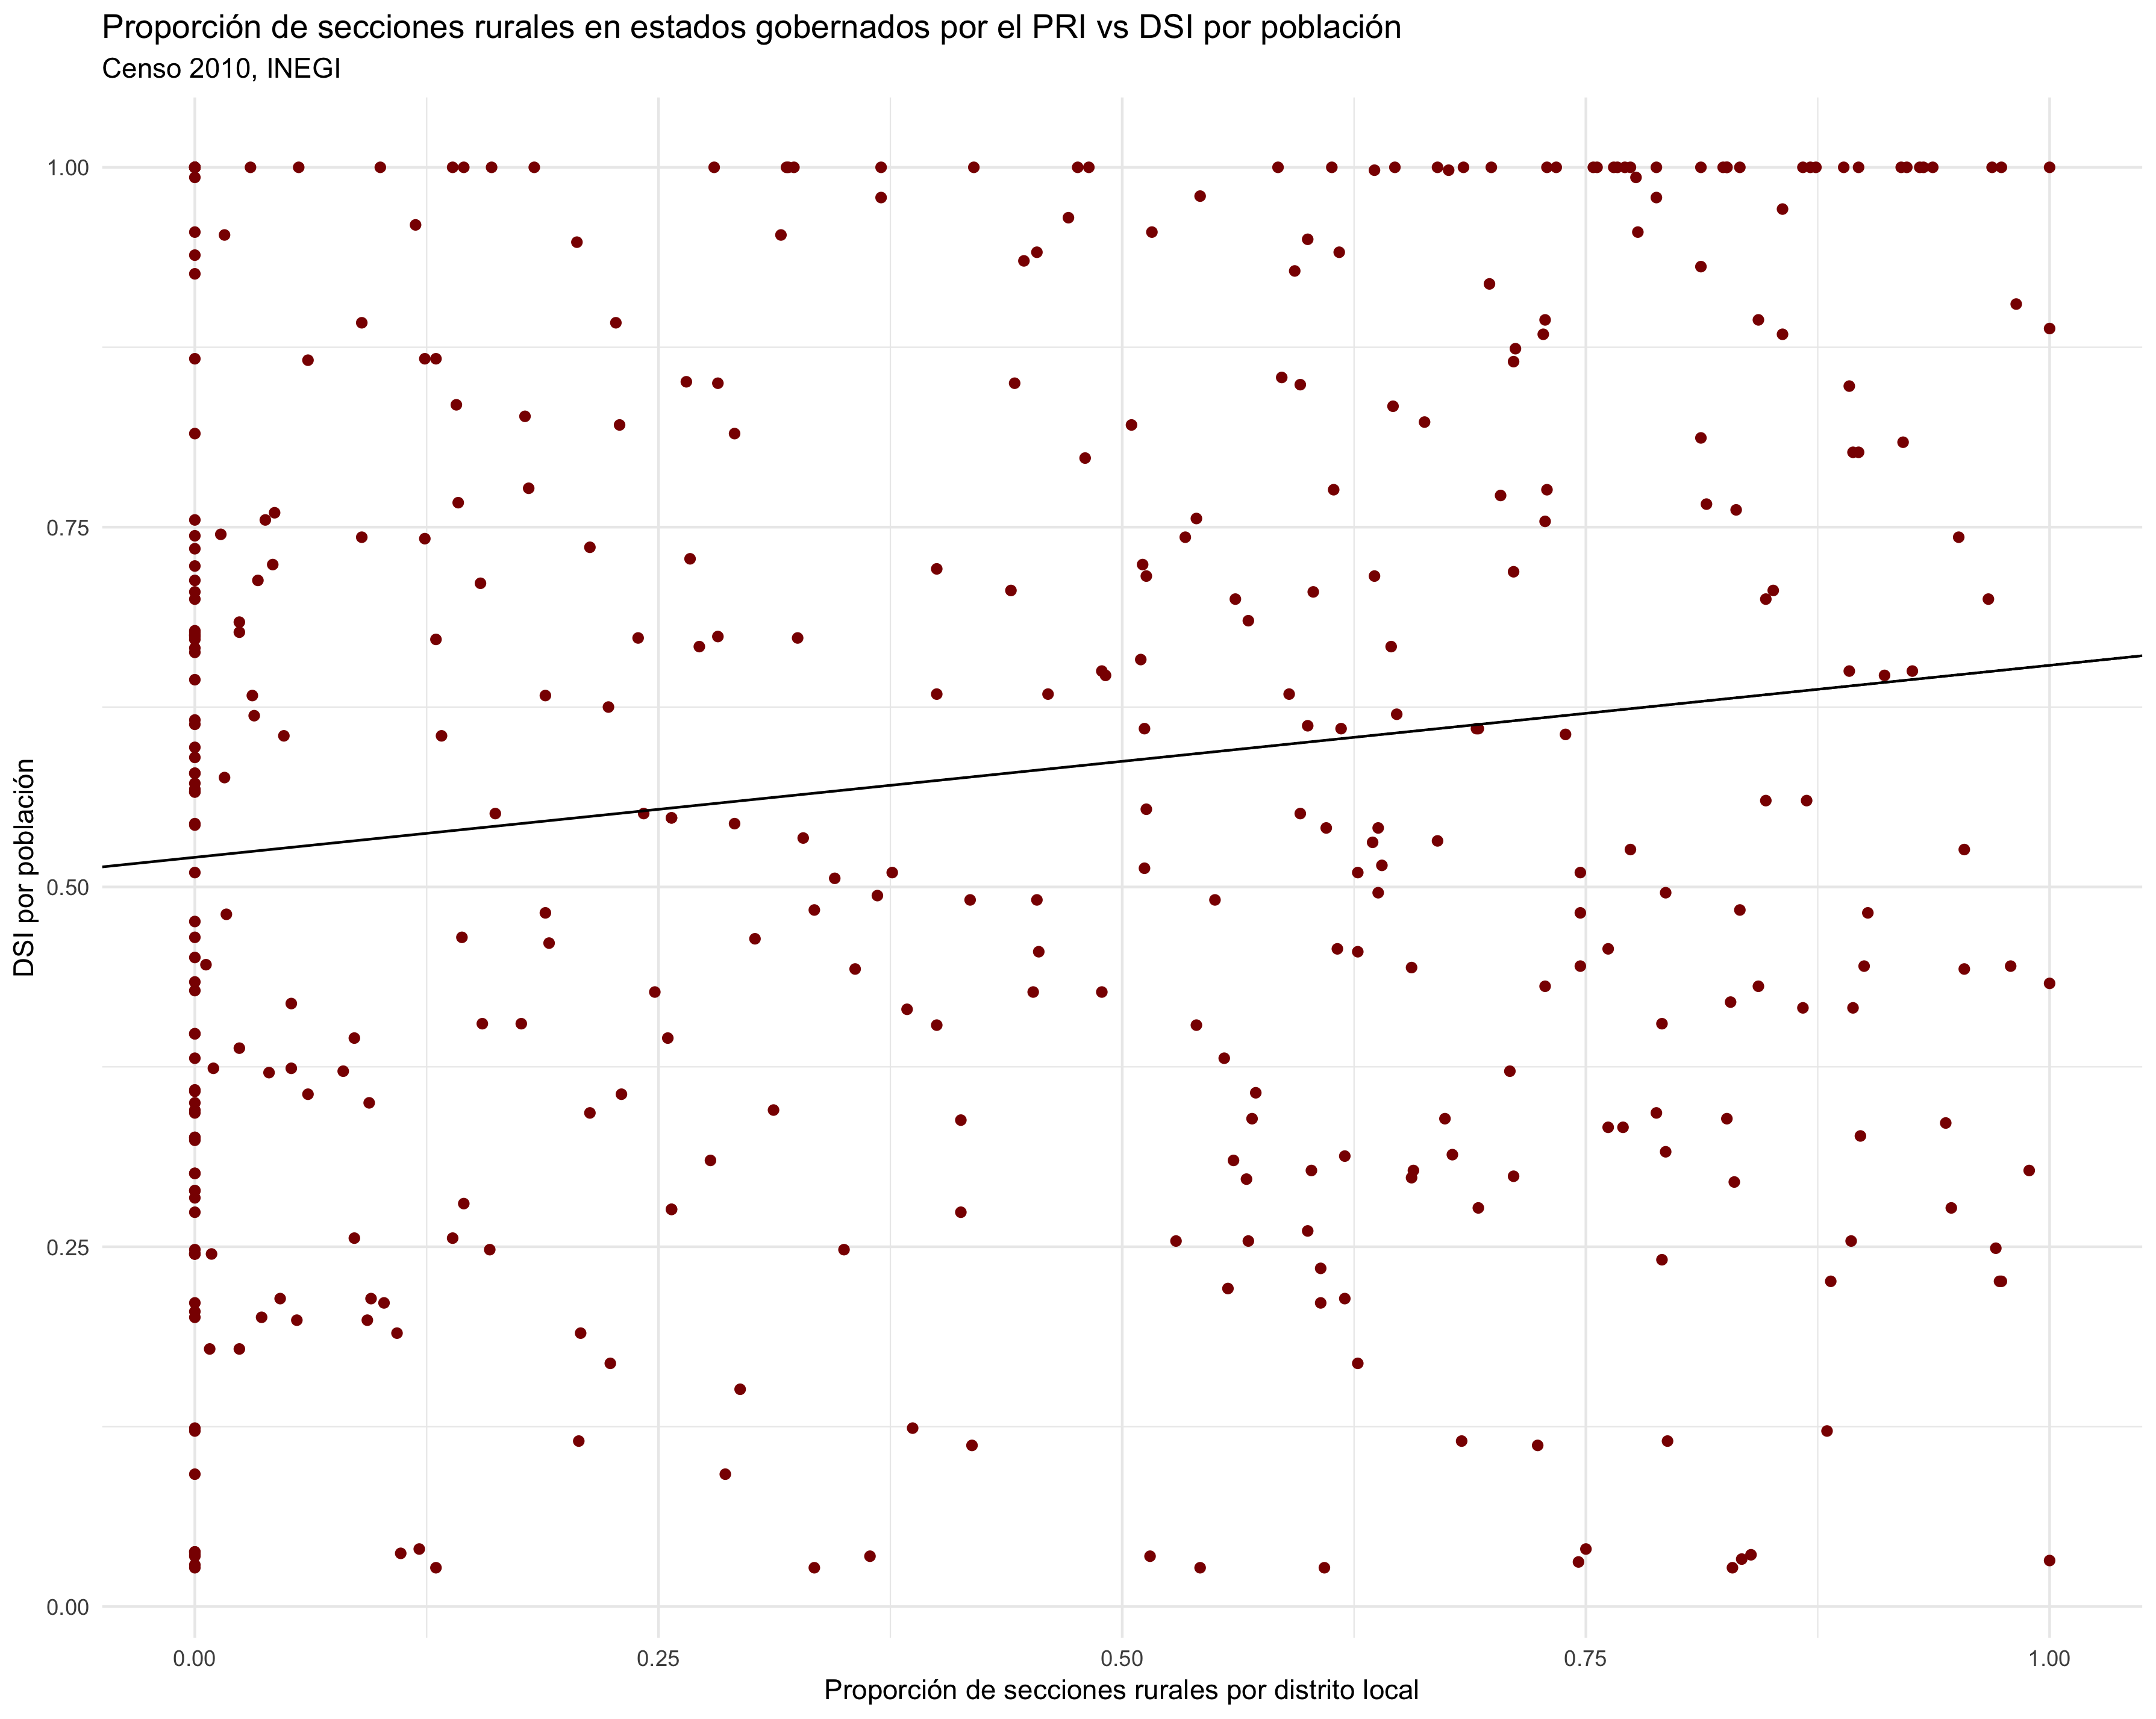 Proporción de secciones rurales en estados gobernados por el PRI vs DSI por población
Censo 2010, INEGI
DSI por población
1.00
0.75
0.50
0.25
0.00
0.00
0.25
0.50
0.75
1.00
Proporción de secciones rurales por distrito local